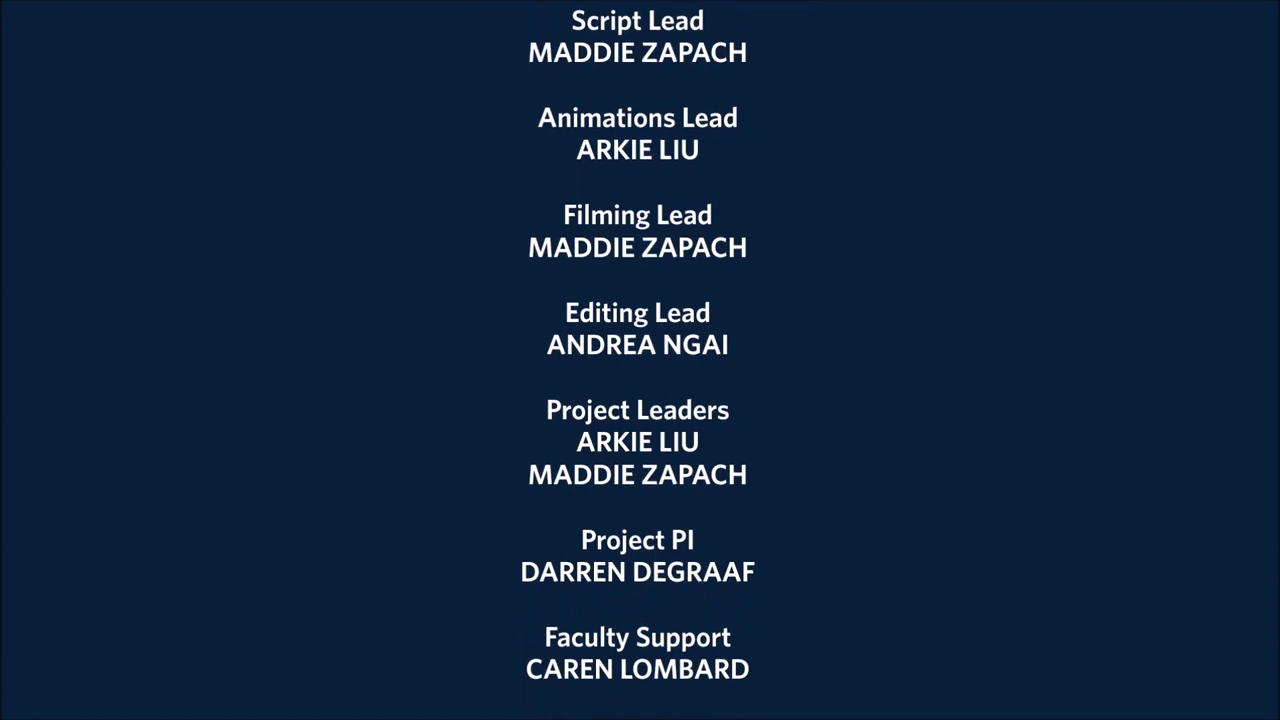 Script Lead
MADDIE ZAPACH
Animations Lead
ARKIE LIU
Filming Lead
MADDIE ZAPACH
Editing Lead
ANDREA NGAI
Project Leaders
ARKIE LIU
MADDIE ZAPACH
Project PI
DARREN DEGRAAF
Faculty Support
CAREN LOMBARD